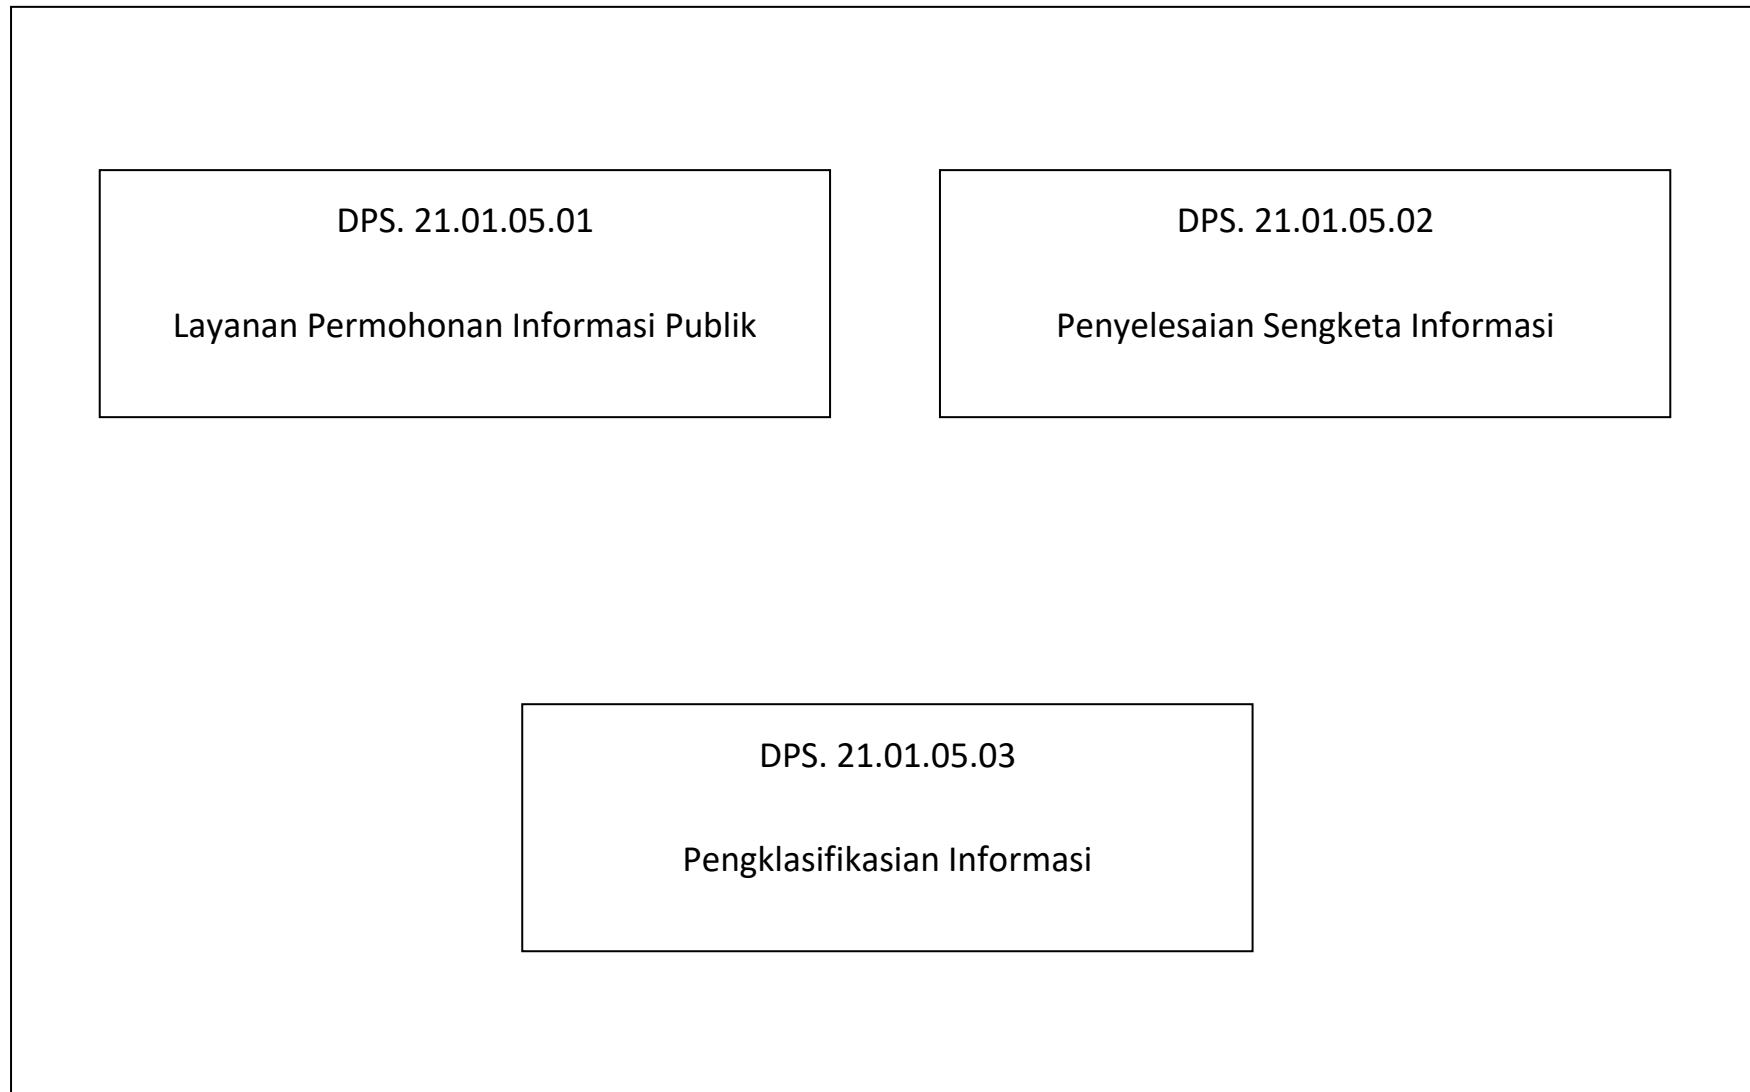 DPS. 21.01.05.01
Layanan Permohonan Informasi Publik
DPS. 21.01.05.02
Penyelesaian Sengketa Informasi
DPS. 21.01.05.03
Pengklasifikasian Informasi